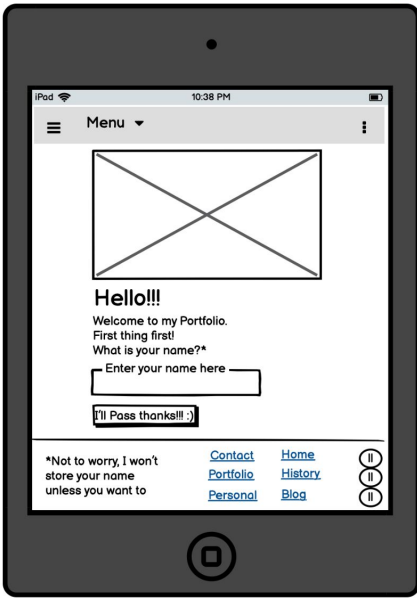 iPad 10:38 PM
Menu
Hello!!!
Welcome to my Portfolio.
First thing first!
What is your name?*
Enter your name here
I'll Pass thanks!!! :)
*Not to worry, I won't
store your name
unless you want to
Contact Home
Portfolio History
Personal Blog